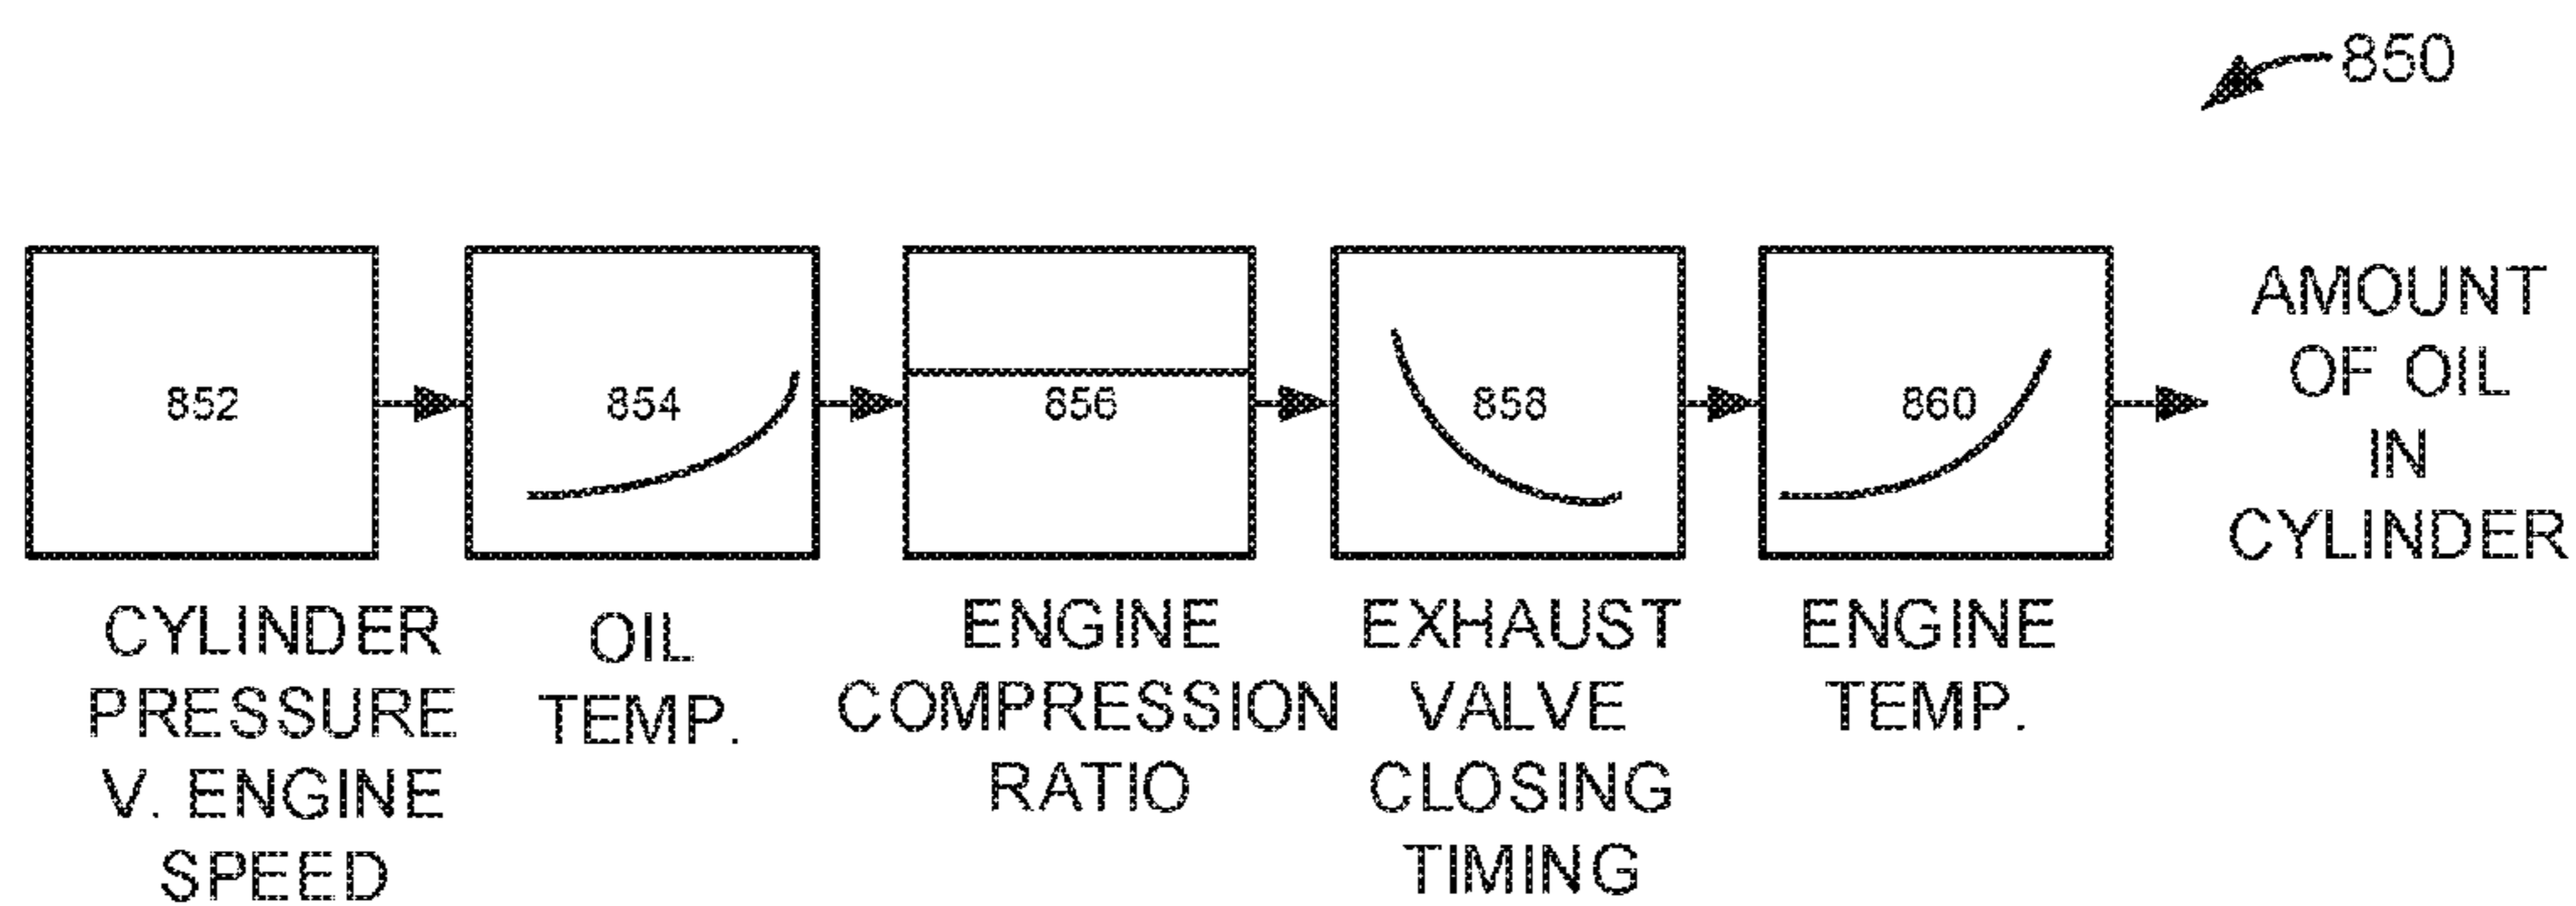 850
852
854
856
858
860
AMOUNT
OF OIL
IN
CYLINDER
CYLINDER
PRESSURE
V. ENGINE
SPEED
OIL
TEMP.
ENGINE
COMPRESSION
RATIO
EXHAUST
VALVE
CLOSING
TIMING
ENGINE
TEMP.